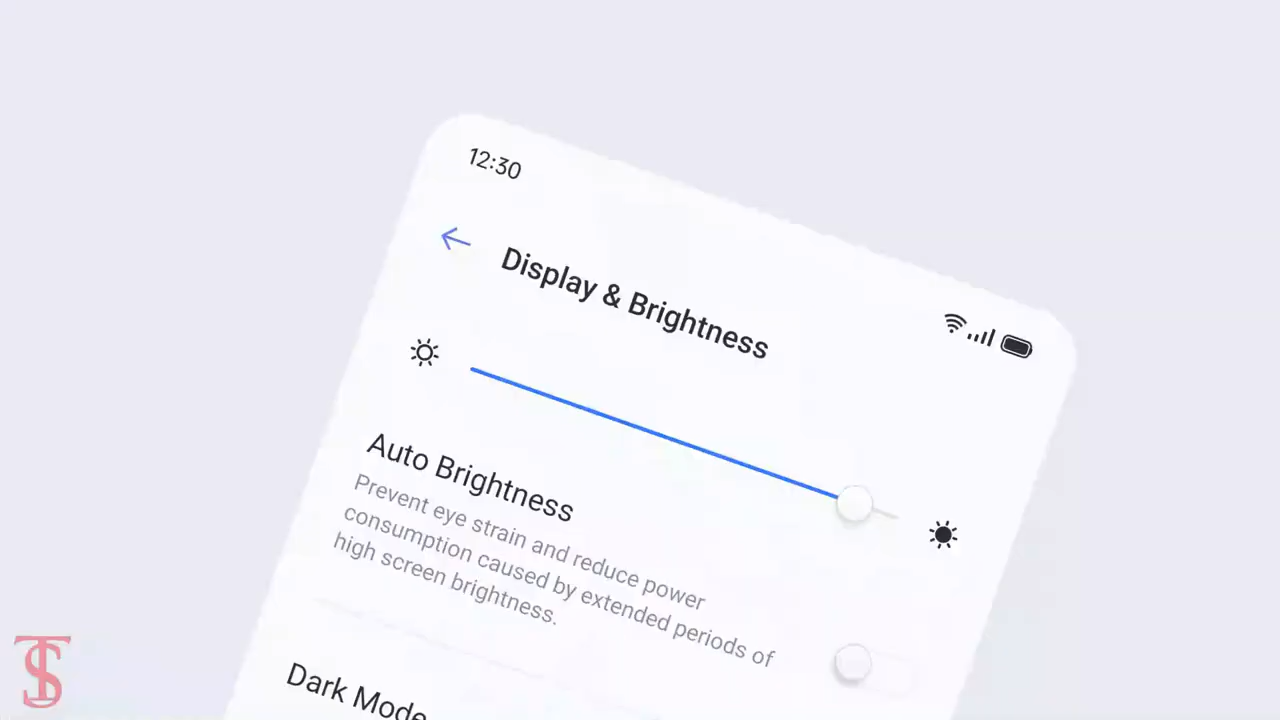 12:30
Display & Brightness
Auto Brightness
Prevent eye strain and reduce power
consumption caused by extended periods of
high screen brightness.
Dark Mode